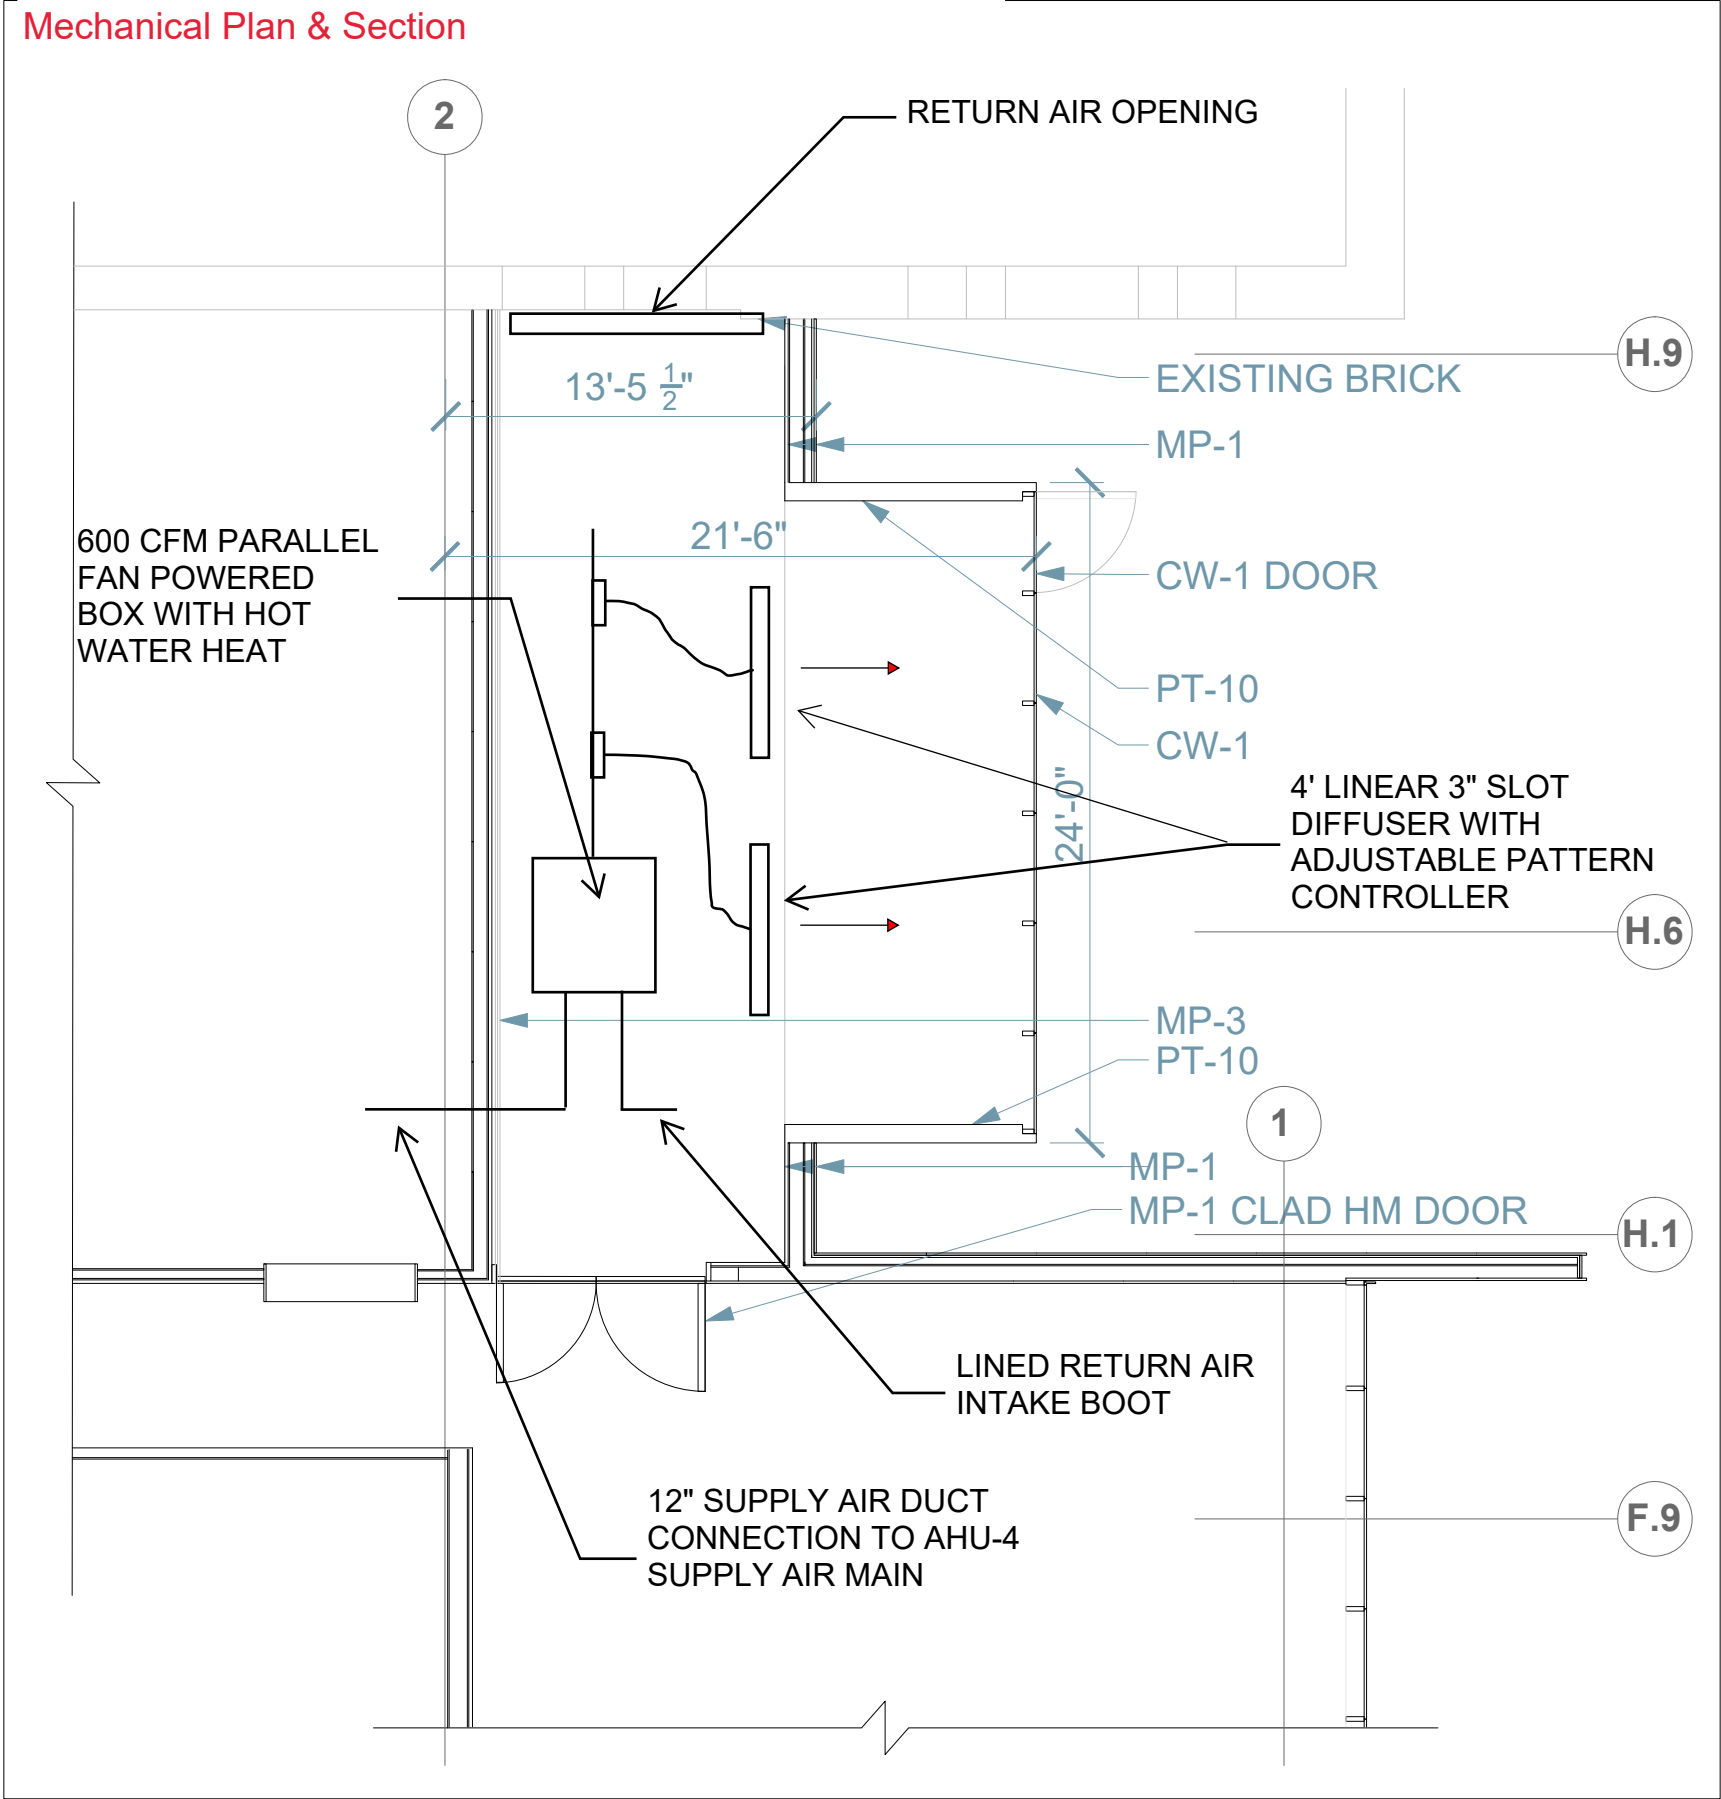 Mechanical Plan & Section
2
RETURN AIR OPENING
H.9
13'-5 1/2"
EXISTING BRICK
MP-1
21'-6"
600 CFM PARALLEL
FAN POWERED
BOX WITH HOT
WATER HEAT
CW-1 DOOR
PT-10
CW-1
24'-0"
4' LINEAR 3" SLOT
DIFFUSER WITH
ADJUSTABLE PATTERN
CONTROLLER
H.6
MP-3
PT-10
1
MP-1
MP-1 CLAD HM DOOR
H.1
LINED RETURN AIR
INTAKE BOOT
12" SUPPLY AIR DUCT
CONNECTION TO AHU-4
SUPPLY AIR MAIN
F.9